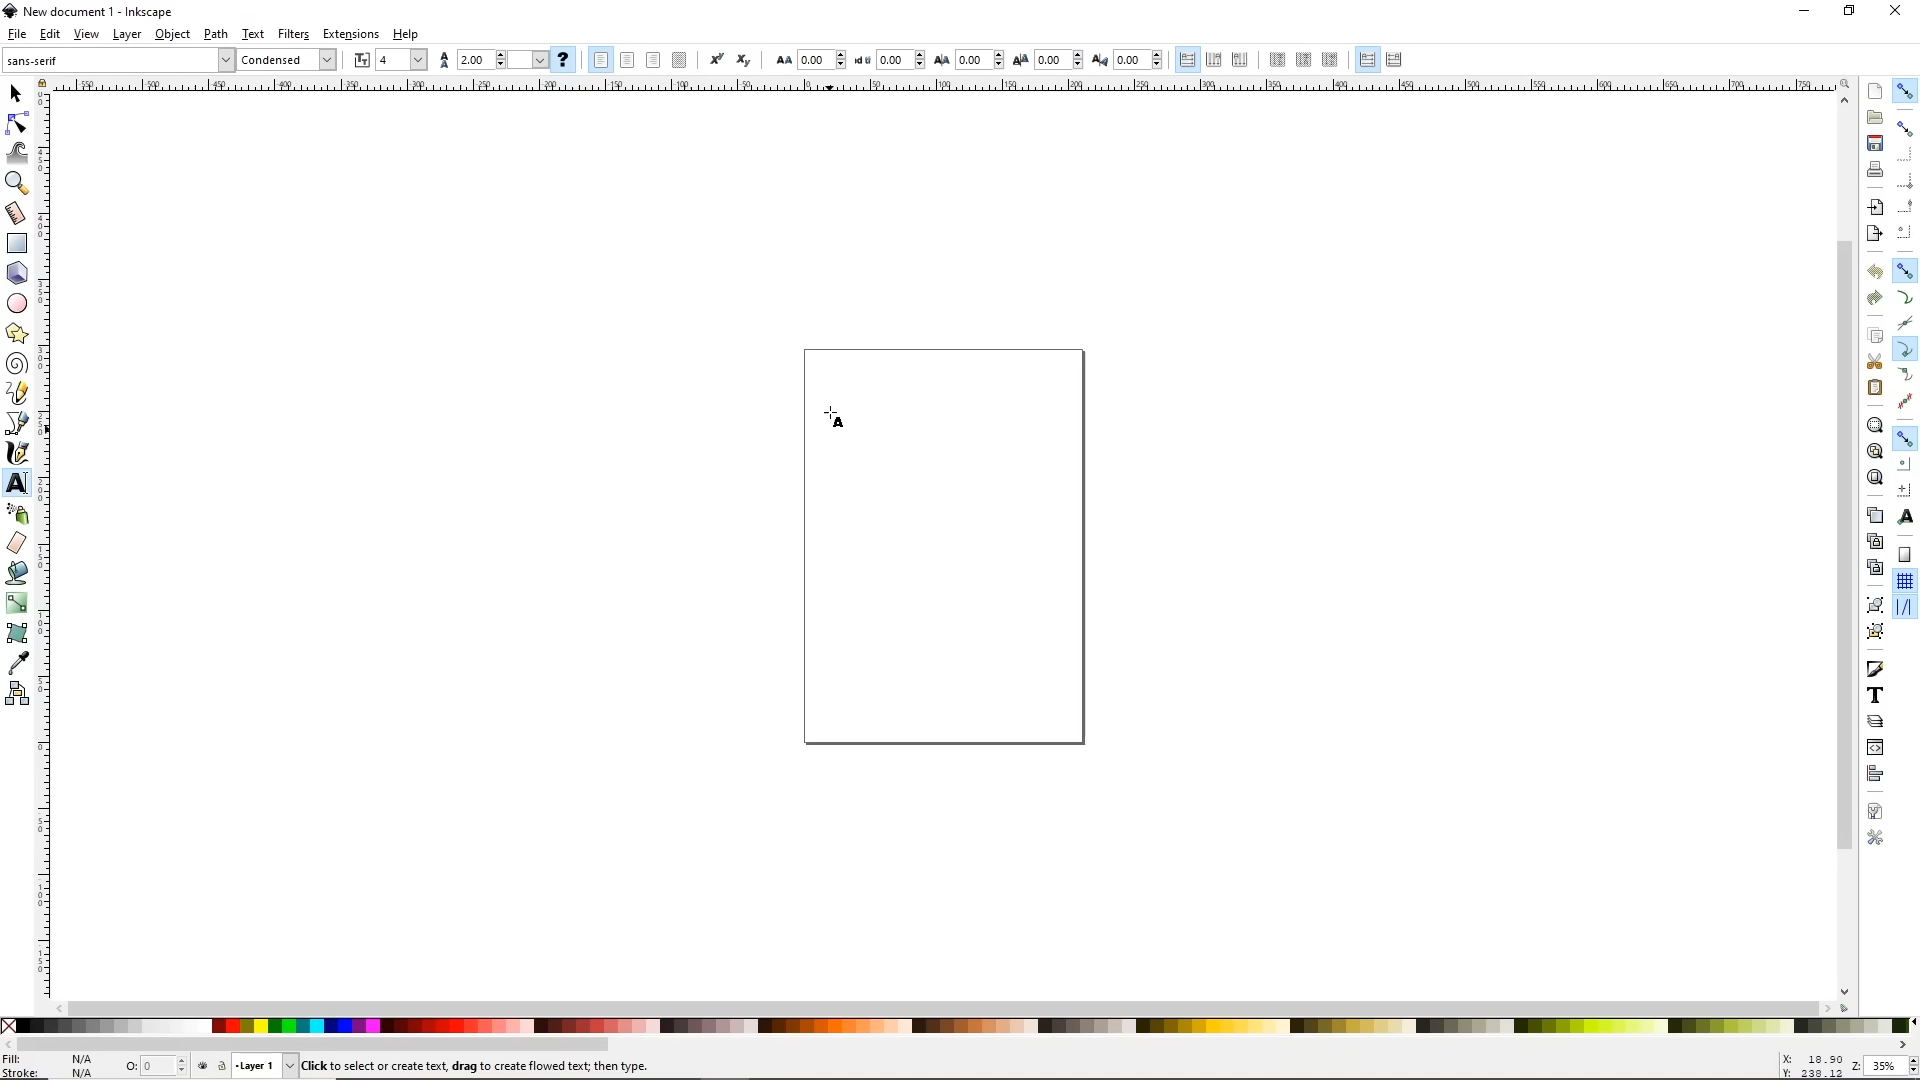 New document 1 - Inkscape
File Edit View Layer Object Path Text Filters Extensions Help
sans-serif Condensed 4 2.00 ? 0.00 0.00 0.00 0.00 0.00
A
Fill: N/A O: 0 Layer 1 Click to select or create text, drag to create flowed text; then type. X: 18.90 Z: 35%
Stroke: N/A Y: 238.12